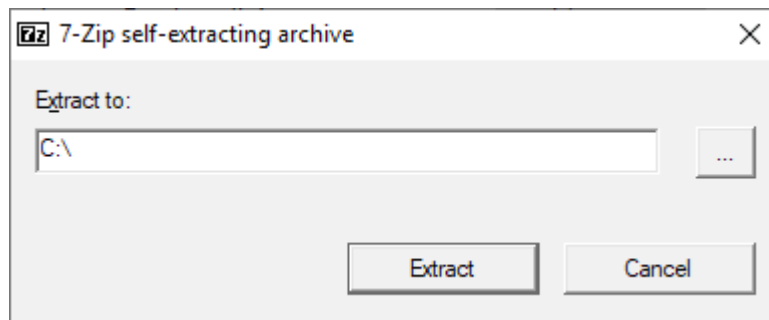 7z 7-Zip self-extracting archive
Extract to:
C:\
...
Extract Cancel